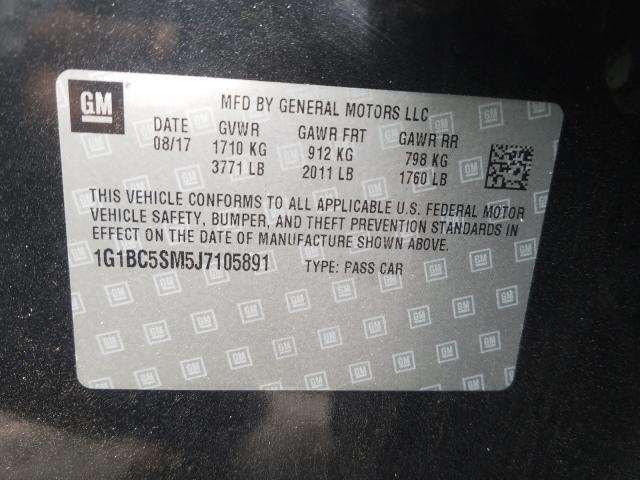 GM
MFD BY GENERAL MOTORS LLC
DATE GVWR GAWR FRT GAWR RR
08/17 1710 KG 912 KG 798 KG
3771 LB 2011 LB 1760 LB
THIS VEHICLE CONFORMS TO ALL APPLICABLE U.S. FEDERAL MOTOR
VEHICLE SAFETY, BUMPER, AND THEFT PREVENTION STANDARDS IN
EFFECT ON THE DATE OF MANUFACTURE SHOWN ABOVE.
1G1BC5SM5J7105891 TYPE: PASS CAR